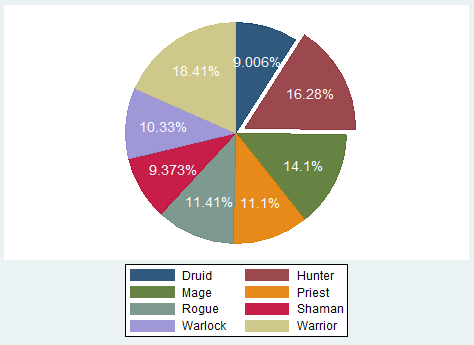 9.006%
18.41%
16.28%
10.33%
14.1%
9.373%
11.41%
11.1%
Druid Hunter
Mage Priest
Rogue Shaman
Warlock Warrior